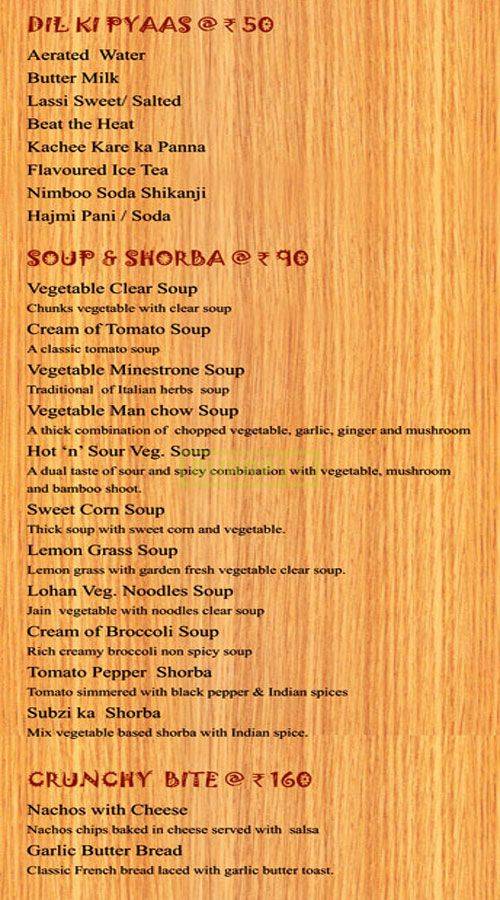 DIL KI PYAAS @ ₹ 50
Aerated Water
Butter Milk
Lassi Sweet/ Salted
Beat the Heat
Kachee Kare ka Panna
Flavoured Ice Tea
Nimboo Soda Shikanji
Hajmi Pani / Soda
SOUP & SHORBA @ ₹ 90
Vegetable Clear Soup
Chunks vegetable with clear soup
Cream of Tomato Soup
A classic tomato soup
Vegetable Minestrone Soup
Traditional of Italian herbs soup
Vegetable Man chow Soup
A thick combination of chopped vegetable, garlic, ginger and mushroom
Hot ‘n’ Sour Veg. Soup
A dual taste of sour and spicy combination with vegetable, mushroom
and bamboo shoot.
Sweet Corn Soup
Thick soup with sweet corn and vegetable.
Lemon Grass Soup
Lemon grass with garden fresh vegetable clear soup.
Lohan Veg. Noodles Soup
Jain vegetable with noodles clear soup
Cream of Broccoli Soup
Rich creamy broccoli non spicy soup
Tomato Pepper Shorba
Tomato simmered with black pepper & Indian spices
Subzi ka Shorba
Mix vegetable based shorba with Indian spice.
CRUNCHY BITE @ ₹ 160
Nachos with Cheese
Nachos chips baked in cheese served with salsa
Garlic Butter Bread
Classic French bread laced with garlic butter toast.